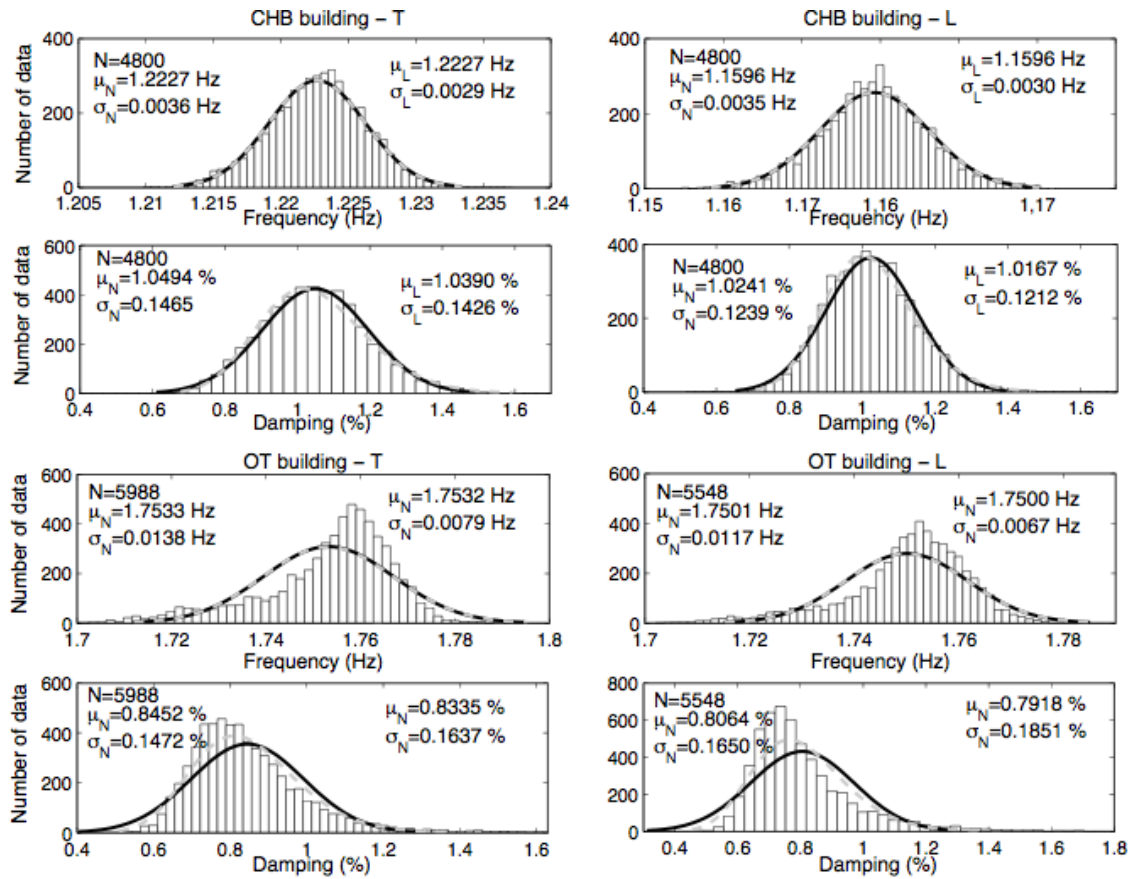 CHB building – T
Number of data
400
200
0
N=4800
μN=1.2227 Hz
σN=0.0036 Hz
μL=1.2227 Hz
σL=0.0029 Hz
1.205 1.21 1.215 1.22 1.225 1.23 1.235 1.24
Frequency (Hz)
CHB building – L
400
200
0
N=4800
μN=1.1596 Hz
σN=0.0035 Hz
μL=1.1596 Hz
σL=0.0030 Hz
1.15 1.16 1.17 1.16 1,17
Frequency (Hz)
Number of data
600
400
200
0
N=4800
μN=1.0494 %
σN=0.1465
μL=1.0390 %
σL=0.1426 %
0.4 0.6 0.8 1 1.2 1.4 1.6
Damping (%)
400
200
0
N=4800
μN=1.0241 %
σN=0.1239 %
μL=1.0167 %
σL=0.1212 %
0.4 0.6 0.8 1 1.2 1.4 1.6
Damping (%)
OT building – T
Number of data
600
400
200
0
N=5988
μN=1.7533 Hz
σN=0.0138 Hz
μN=1.7532 Hz
σN=0.0079 Hz
1.7 1.72 1.74 1.76 1.78 1.8
Frequency (Hz)
OT building – L
600
400
200
0
N=5548
μN=1.7501 Hz
σN=0.0117 Hz
μN=1.7500 Hz
σN=0.0067 Hz
1.7 1.72 1.74 1.76 1.78
Frequency (Hz)
Number of data
600
400
200
0
N=5988
μN=0.8452 %
σN=0.1472 %
μN=0.8335 %
σN=0.1637 %
0.4 0.6 0.8 1 1.2 1.4 1.6
Damping (%)
800
600
400
200
0
N=5548
μN=0.8064 %
σN=0.1650 %
μN=0.7918 %
σN=0.1851 %
0.4 0.6 0.8 1 1.2 1.4 1.6 1.8
Damping (%)